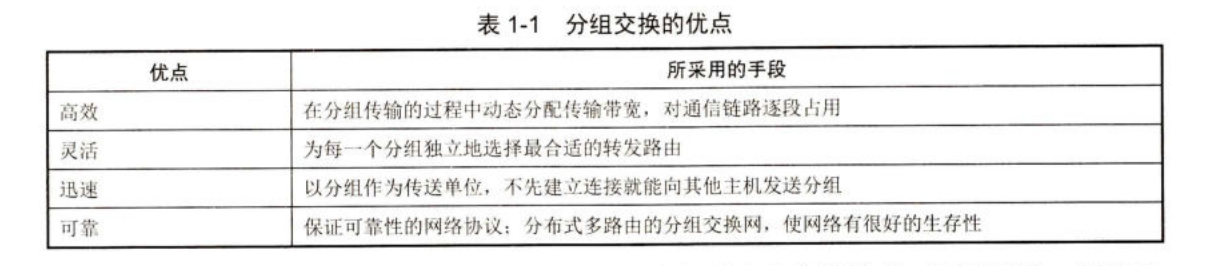 表 1-1 分组交换的优点
优点 所采用的手段
高效 在分组传输的过程中动态分配传输带宽，对通信链路逐段占用
灵活 为每一个分组独立地选择最合适的转发路由
迅速 以分组作为传送单位，不先建立连接就能向其他主机发送分组
可靠 保证可靠性的网络协议；分布式多路由的分组交换网，使网络有很好的生存性